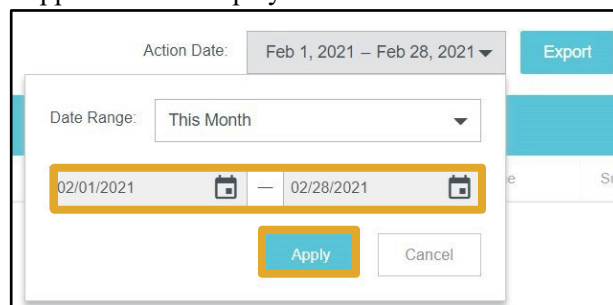 Action Date: Feb 1, 2021 – Feb 28, 2021 Export
Date Range: This Month
02/01/2021 — 02/28/2021
Apply Cancel